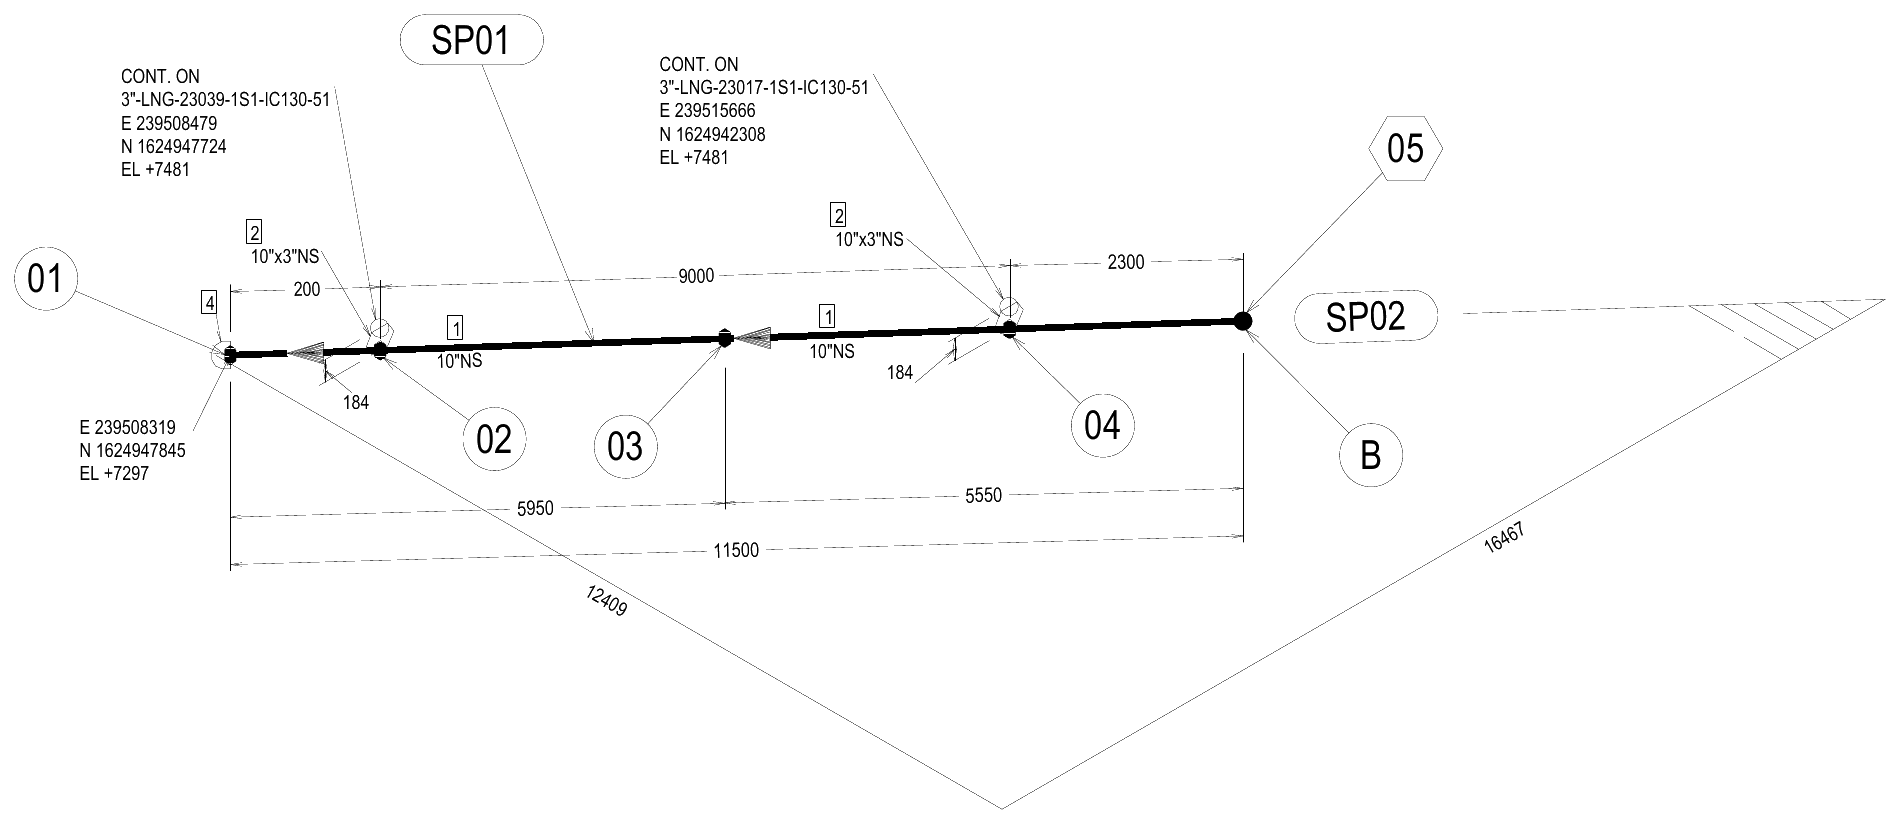 SP01
CONT. ON
3"-LNG-23039-1S1-IC130-51
E 239508479
N 1624947724
EL +7481
CONT. ON
3"-LNG-23017-1S1-IC130-51
E 239515666
N 1624942308
EL +7481
05
2
10"x3"NS
2
10"x3"NS
01
4
200
9000
2300
SP02
1
10"NS
1
10"NS
184
184
E 239508319
N 1624947845
EL +7297
02
03
04
B
5950
5550
11500
12409
16467